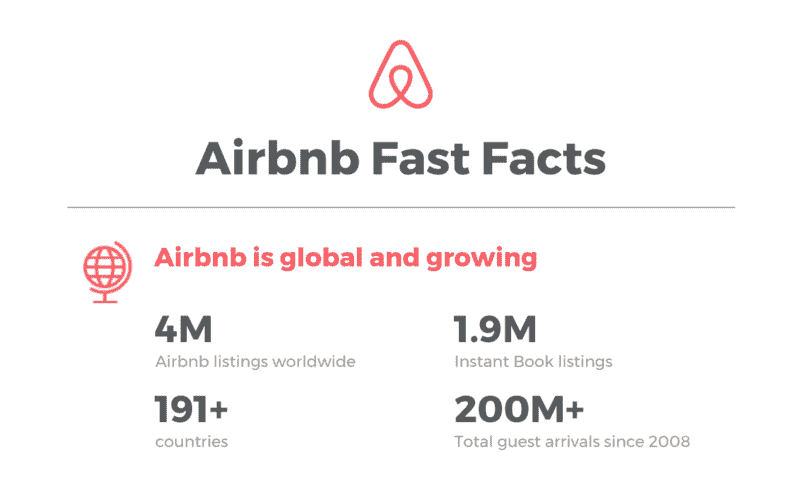 Airbnb Fast Facts
Airbnb is global and growing
4M
Airbnb listings worldwide
1.9M
Instant Book listings
191+
countries
200M+
Total guest arrivals since 2008